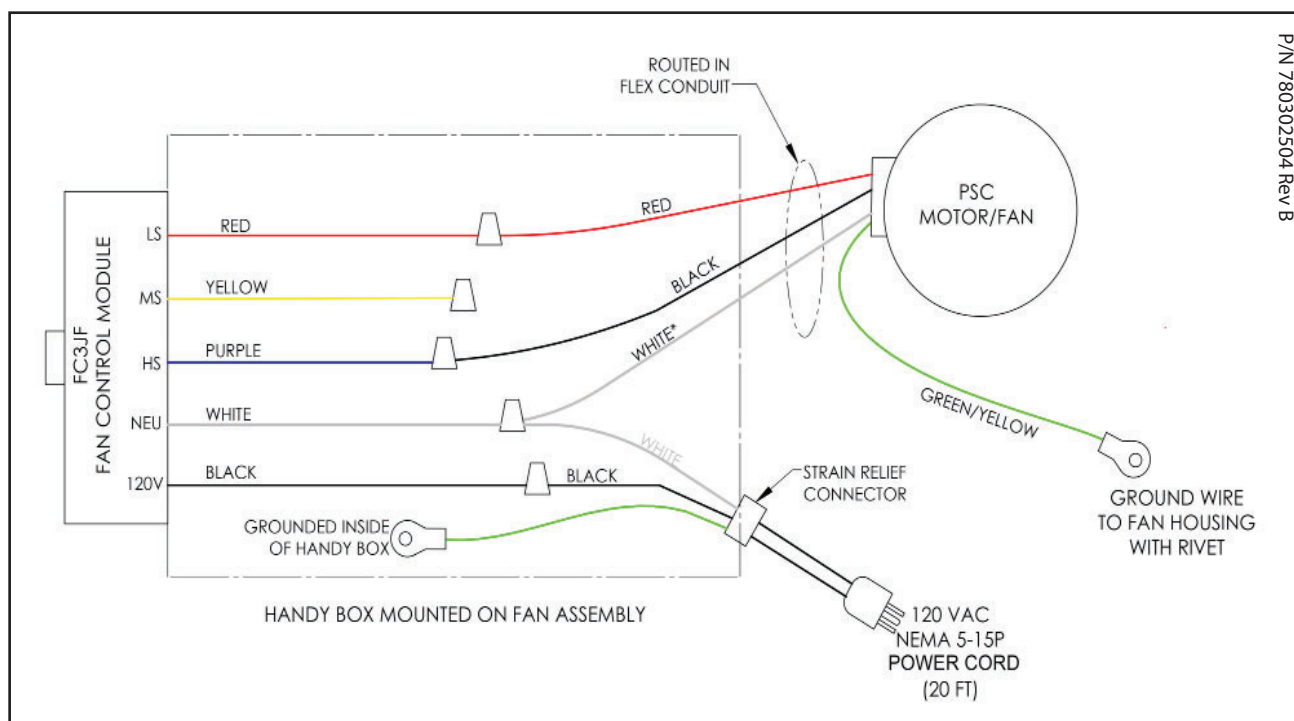 P/N 780302504 Rev B
ROUTED IN
FLEX CONDUIT
PSC
MOTOR/FAN
FC3JF
FAN CONTROL MODULE
LS
RED
RED
MS
YELLOW
BLACK
HS
PURPLE
WHITE*
NEU
WHITE
WHITE
GREEN/YELLOW
120V
BLACK
BLACK
STRAIN RELIEF
CONNECTOR
GROUNDED INSIDE
OF HANDY BOX
GROUND WIRE
TO FAN HOUSING
WITH RIVET
HANDY BOX MOUNTED ON FAN ASSEMBLY
120 VAC
NEMA 5-15P
POWER CORD
(20 FT)